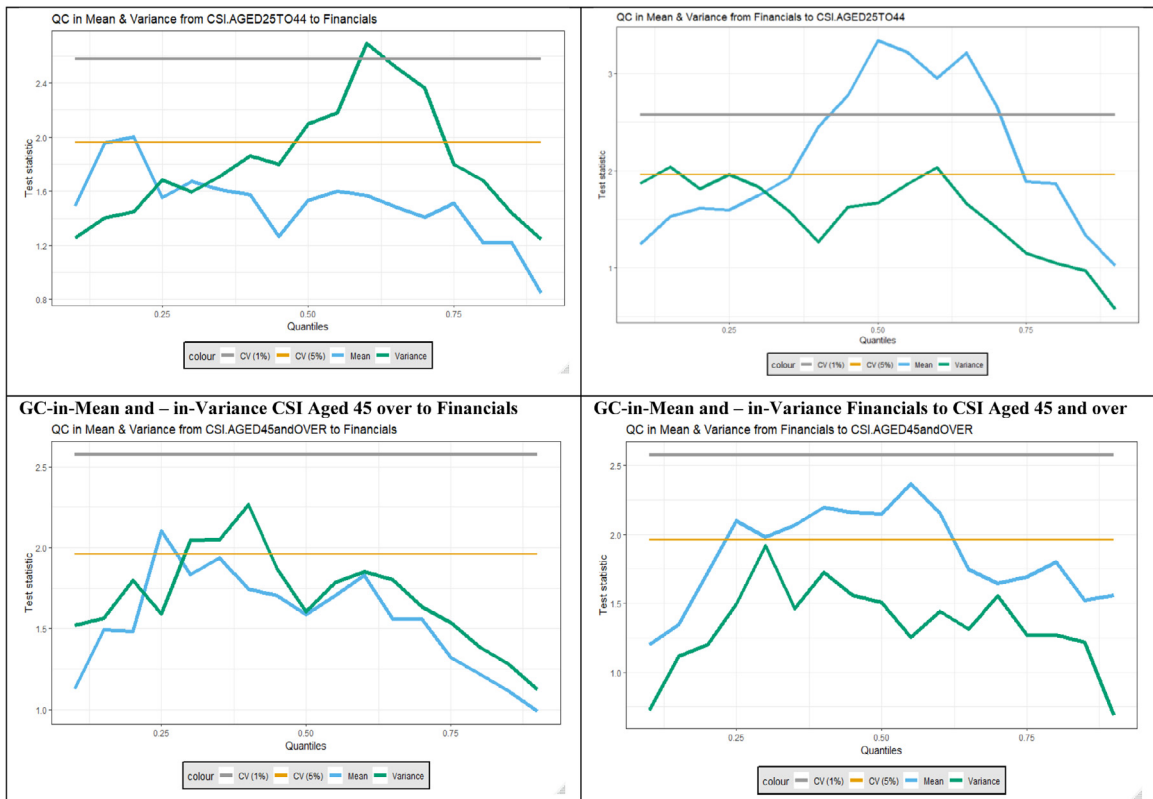 QC in Mean & Variance from CSI.AGED25TO44 to Financials
2.4
2.0
1.6
1.2
0.8
Test statistic
0.25
0.50
0.75
Quantiles
colour CV (1%) CV (5%) Mean Variance
QC in Mean & Variance from Financials to CSI.AGED25TO44
3
2
1
Test statistic
0.25
0.50
0.75
Quantiles
colour CV (1%) CV (5%) Mean Variance
GC-in-Mean and – in-Variance CSI Aged 45 over to Financials
QC in Mean & Variance from CSI.AGED45andOVER to Financials
2.5
2.0
1.5
1.0
Test statistic
0.25
0.50
0.75
Quantiles
colour CV (1%) CV (5%) Mean Variance
GC-in-Mean and – in-Variance Financials to CSI Aged 45 and over
QC in Mean & Variance from Financials to CSI.AGED45andOVER
2.5
2.0
1.5
1.0
Test statistic
0.25
0.50
0.75
Quantiles
colour CV (1%) CV (5%) Mean Variance